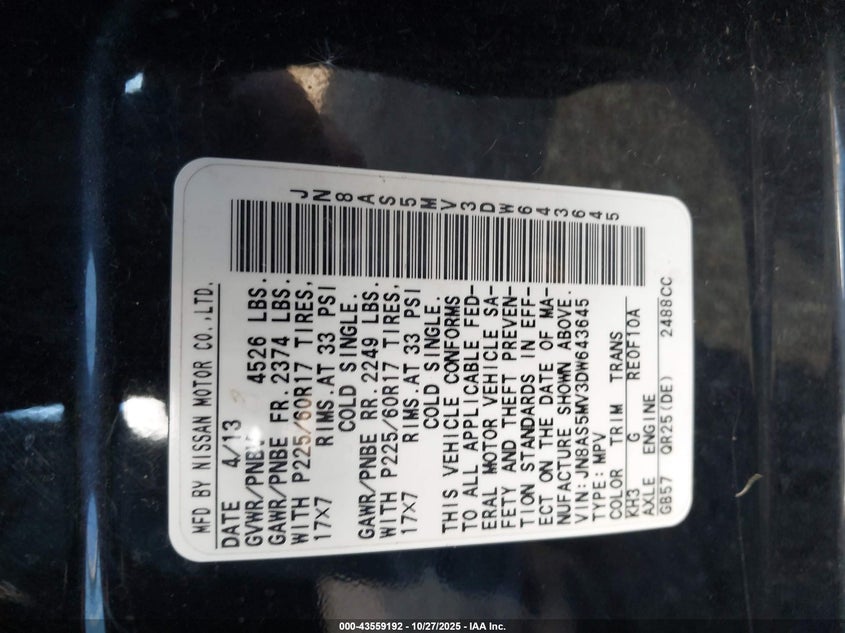 MFD BY NISSAN MOTOR CO.,LTD.
DATE 4/13
GVWR/PNBV 4526 LBS.
GAWR/PNBE FR. 2374 LBS.
WITH P225/60R17 TIRES,
17X7 RIMS.AT 33 PSI
COLD SINGLE.
GAWR/PNBE RR. 2249 LBS.
WITH P225/60R17 TIRES,
17X7 RIMS.AT 33 PSI
COLD SINGLE.
THIS VEHICLE CONFORMS
TO ALL APPLICABLE FED-
ERAL MOTOR VEHICLE SA-
FETY AND THEFT PREVEN-
TION STANDARDS IN EFF-
ECT ON THE DATE OF MA-
NUFACTURE SHOWN ABOVE.
VIN: JN8AS5MV3DW643645
TYPE: MPV
COLOR TRIM TRANS
KH3 G RE0F10A
AXLE ENGINE
GB57 QR25(DE) 2488CC
JN8AS5MV3DW643645
000-43559192 - 10/27/2025 - IAA Inc.